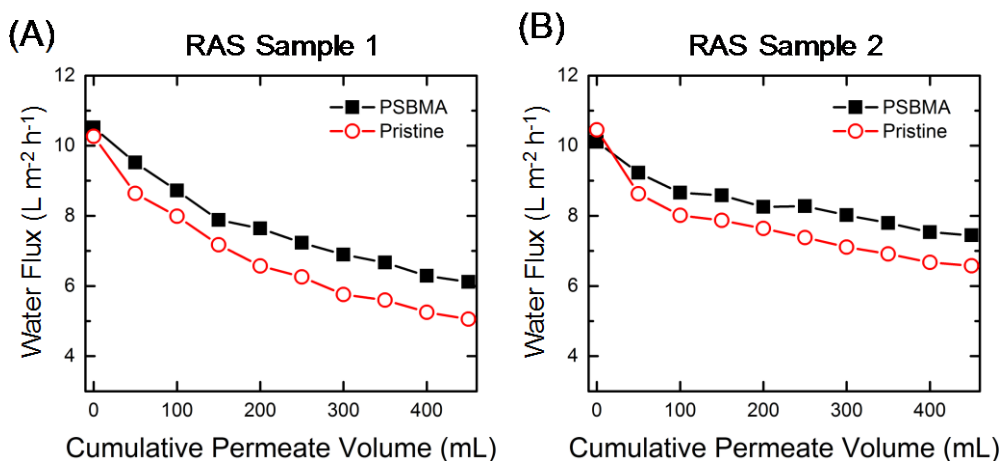 (A)
RAS Sample 1
Water Flux (L m-2 h-1)
12
10
8
6
4
PSBMA
Pristine
0 100 200 300 400
Cumulative Permeate Volume (mL)
(B)
RAS Sample 2
Water Flux (L m-2 h-1)
12
10
8
6
4
PSBMA
Pristine
0 100 200 300 400
Cumulative Permeate Volume (mL)